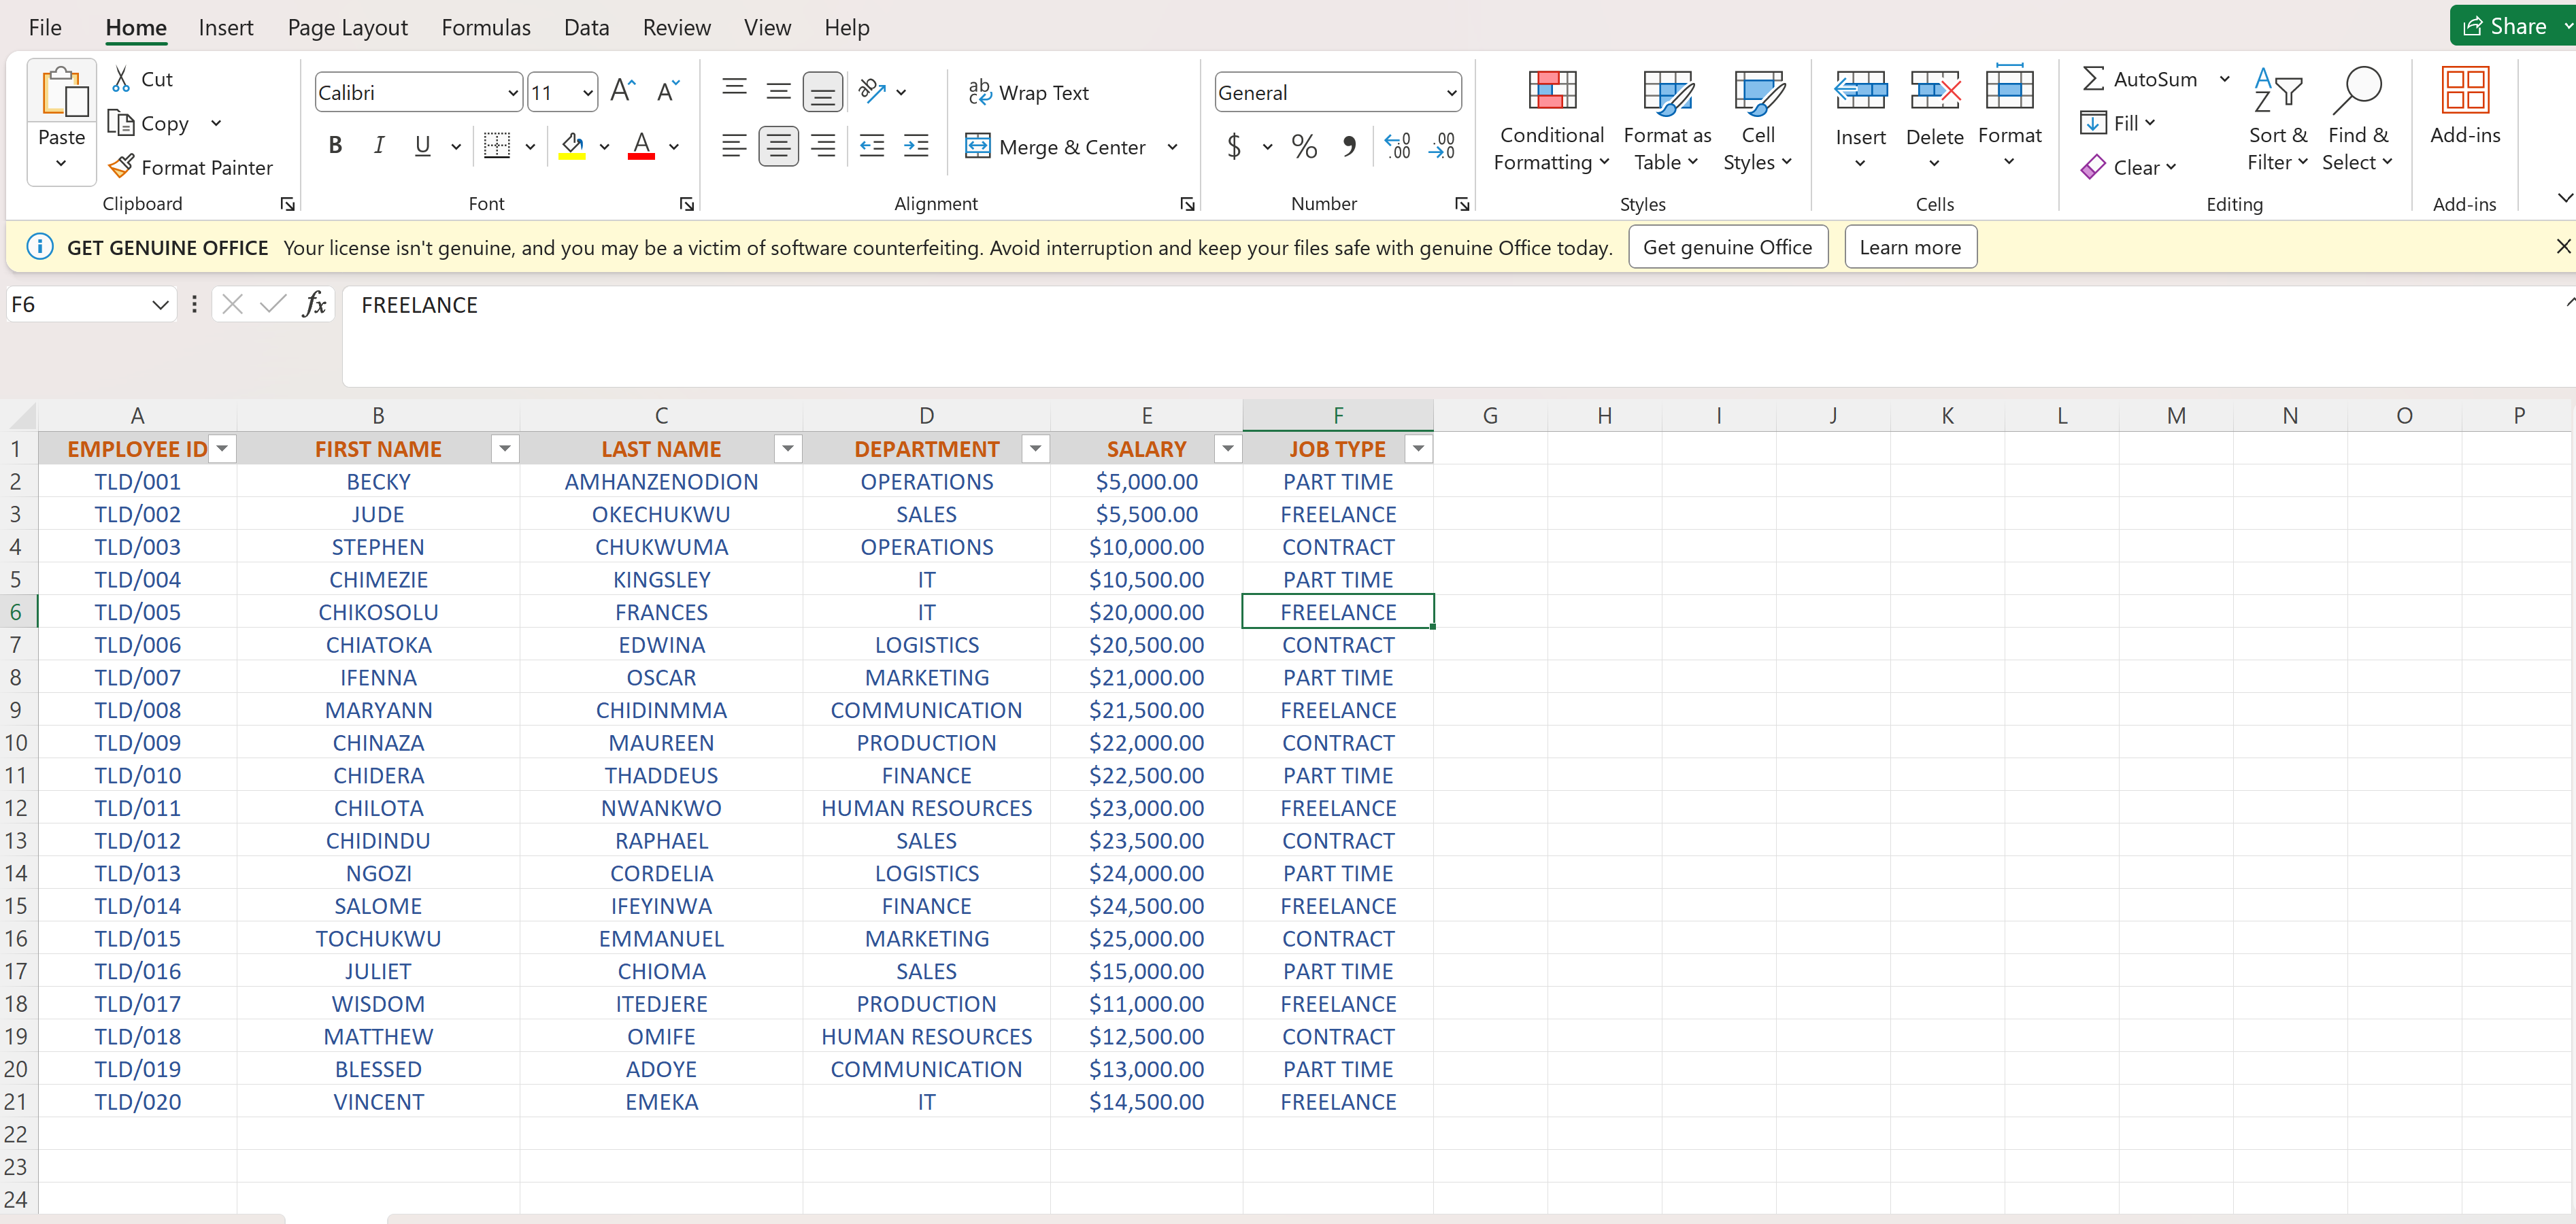 File Home Insert Page Layout Formulas Data Review View Help Share
Paste Cut Copy Format Painter Clipboard
Calibri 11 B I U A Font
Wrap Text Merge & Center Alignment
General $ % Number
Conditional Formatting Format as Table Cell Styles Styles
Insert Delete Format Cells
AutoSum Fill Clear Sort & Filter Find & Select Editing
Add-ins Add-ins
GET GENUINE OFFICE Your license isn't genuine, and you may be a victim of software counterfeiting. Avoid interruption and keep your files safe with genuine Office today. Get genuine Office Learn more
F6 fx FREELANCE
A B C D E F G H I J K L M N O P
1 EMPLOYEE ID FIRST NAME LAST NAME DEPARTMENT SALARY JOB TYPE
2 TLD/001 BECKY AMHANZENODION OPERATIONS $5,000.00 PART TIME
3 TLD/002 JUDE OKECHUKWU SALES $5,500.00 FREELANCE
4 TLD/003 STEPHEN CHUKWUMA OPERATIONS $10,000.00 CONTRACT
5 TLD/004 CHIMEZIE KINGSLEY IT $10,500.00 PART TIME
6 TLD/005 CHIKOSOLU FRANCES IT $20,000.00 FREELANCE
7 TLD/006 CHIATOKA EDWINA LOGISTICS $20,500.00 CONTRACT
8 TLD/007 IFENNA OSCAR MARKETING $21,000.00 PART TIME
9 TLD/008 MARYANN CHIDINMMA COMMUNICATION $21,500.00 FREELANCE
10 TLD/009 CHINAZA MAUREEN PRODUCTION $22,000.00 CONTRACT
11 TLD/010 CHIDERA THADDEUS FINANCE $22,500.00 PART TIME
12 TLD/011 CHILOTA NWANKWO HUMAN RESOURCES $23,000.00 FREELANCE
13 TLD/012 CHIDINDU RAPHAEL SALES $23,500.00 CONTRACT
14 TLD/013 NGOZI CORDELIA LOGISTICS $24,000.00 PART TIME
15 TLD/014 SALOME IFEYINWA FINANCE $24,500.00 FREELANCE
16 TLD/015 TOCHUKWU EMMANUEL MARKETING $25,000.00 CONTRACT
17 TLD/016 JULIET CHIOMA SALES $15,000.00 PART TIME
18 TLD/017 WISDOM ITEDJERE PRODUCTION $11,000.00 FREELANCE
19 TLD/018 MATTHEW OMIFE HUMAN RESOURCES $12,500.00 CONTRACT
20 TLD/019 BLESSED ADOYE COMMUNICATION $13,000.00 PART TIME
21 TLD/020 VINCENT EMEKA IT $14,500.00 FREELANCE
22
23
24